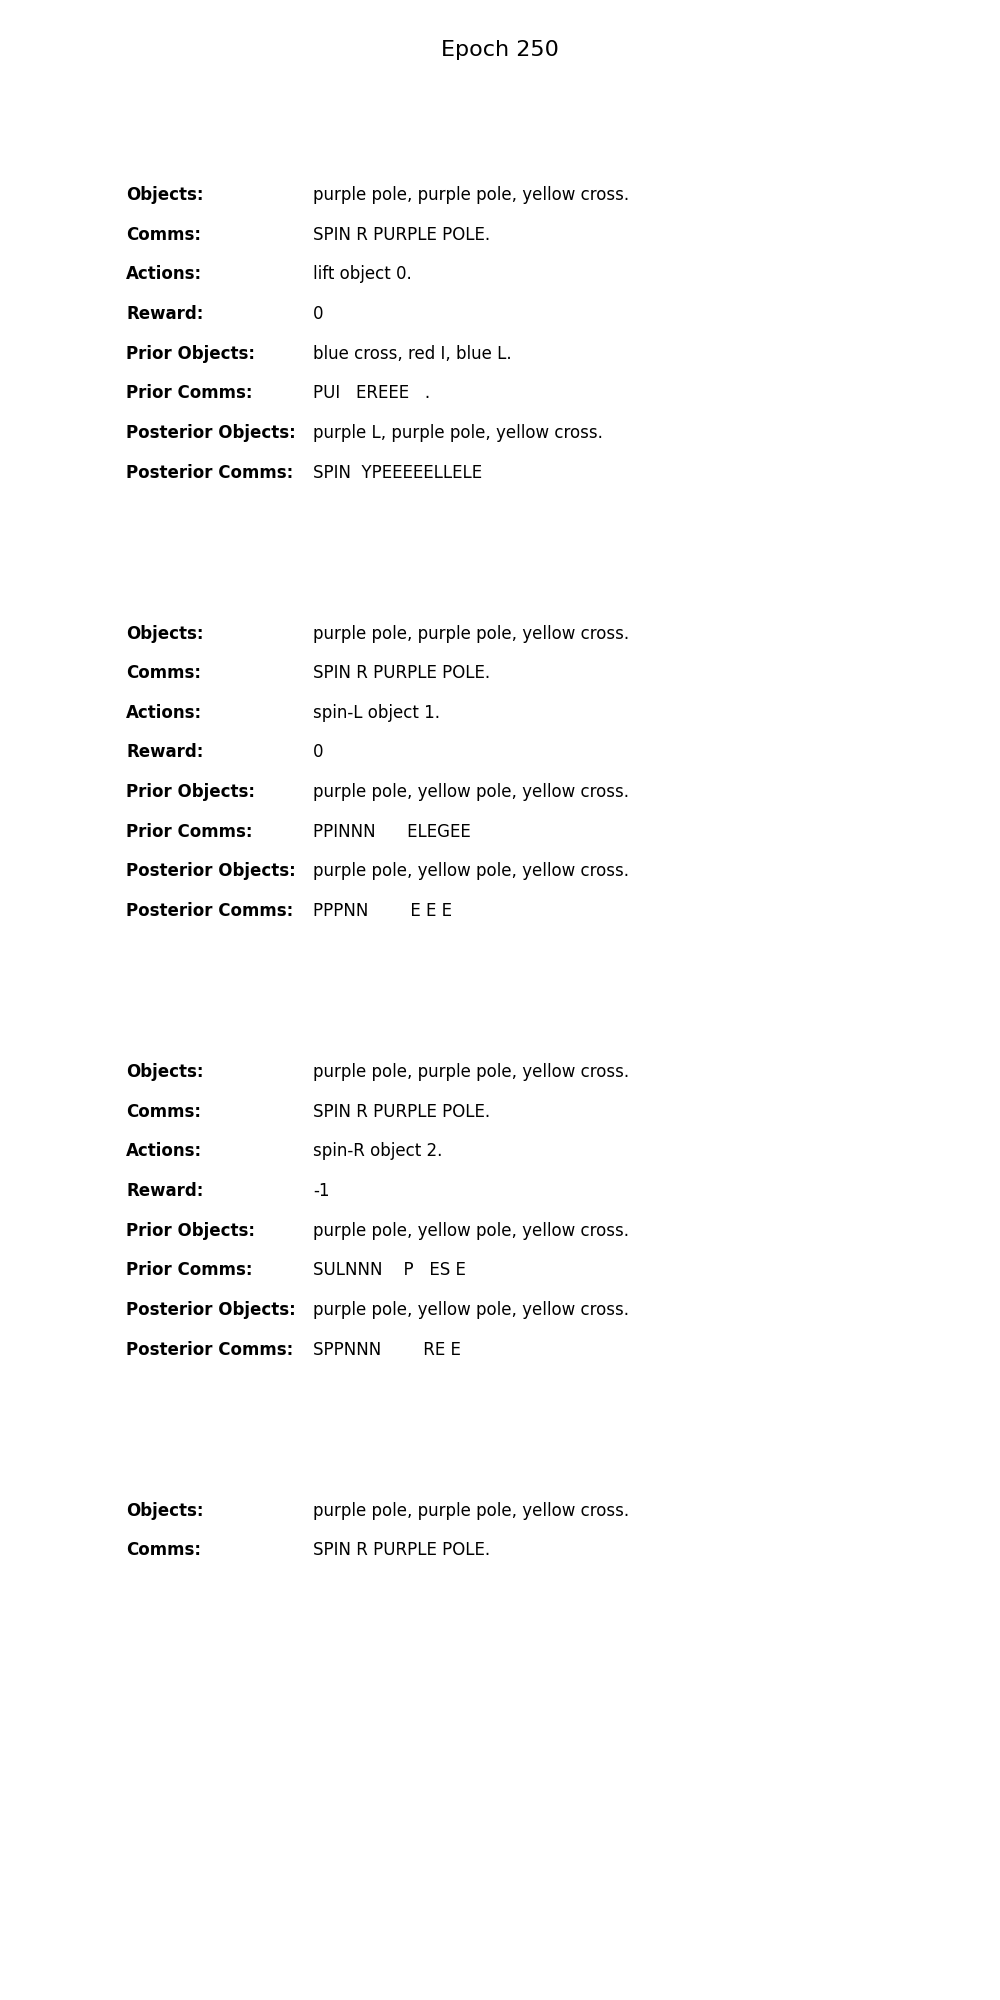 Epoch 250
Objects: purple pole, purple pole, yellow cross.
Comms: SPIN R PURPLE POLE.
Actions: lift object 0.
Reward: 0
Prior Objects: blue cross, red I, blue L.
Prior Comms: PUI   EREEE   .
Posterior Objects: purple L, purple pole, yellow cross.
Posterior Comms: SPIN  YPEEEEELLELE
Objects: purple pole, purple pole, yellow cross.
Comms: SPIN R PURPLE POLE.
Actions: spin-L object 1.
Reward: 0
Prior Objects: purple pole, yellow pole, yellow cross.
Prior Comms: PPINNN      ELEGEE
Posterior Objects: purple pole, yellow pole, yellow cross.
Posterior Comms: PPPNN        E E E
Objects: purple pole, purple pole, yellow cross.
Comms: SPIN R PURPLE POLE.
Actions: spin-R object 2.
Reward: -1
Prior Objects: purple pole, yellow pole, yellow cross.
Prior Comms: SULNNN    P   ES E
Posterior Objects: purple pole, yellow pole, yellow cross.
Posterior Comms: SPPNNN        RE E
Objects: purple pole, purple pole, yellow cross.
Comms: SPIN R PURPLE POLE.